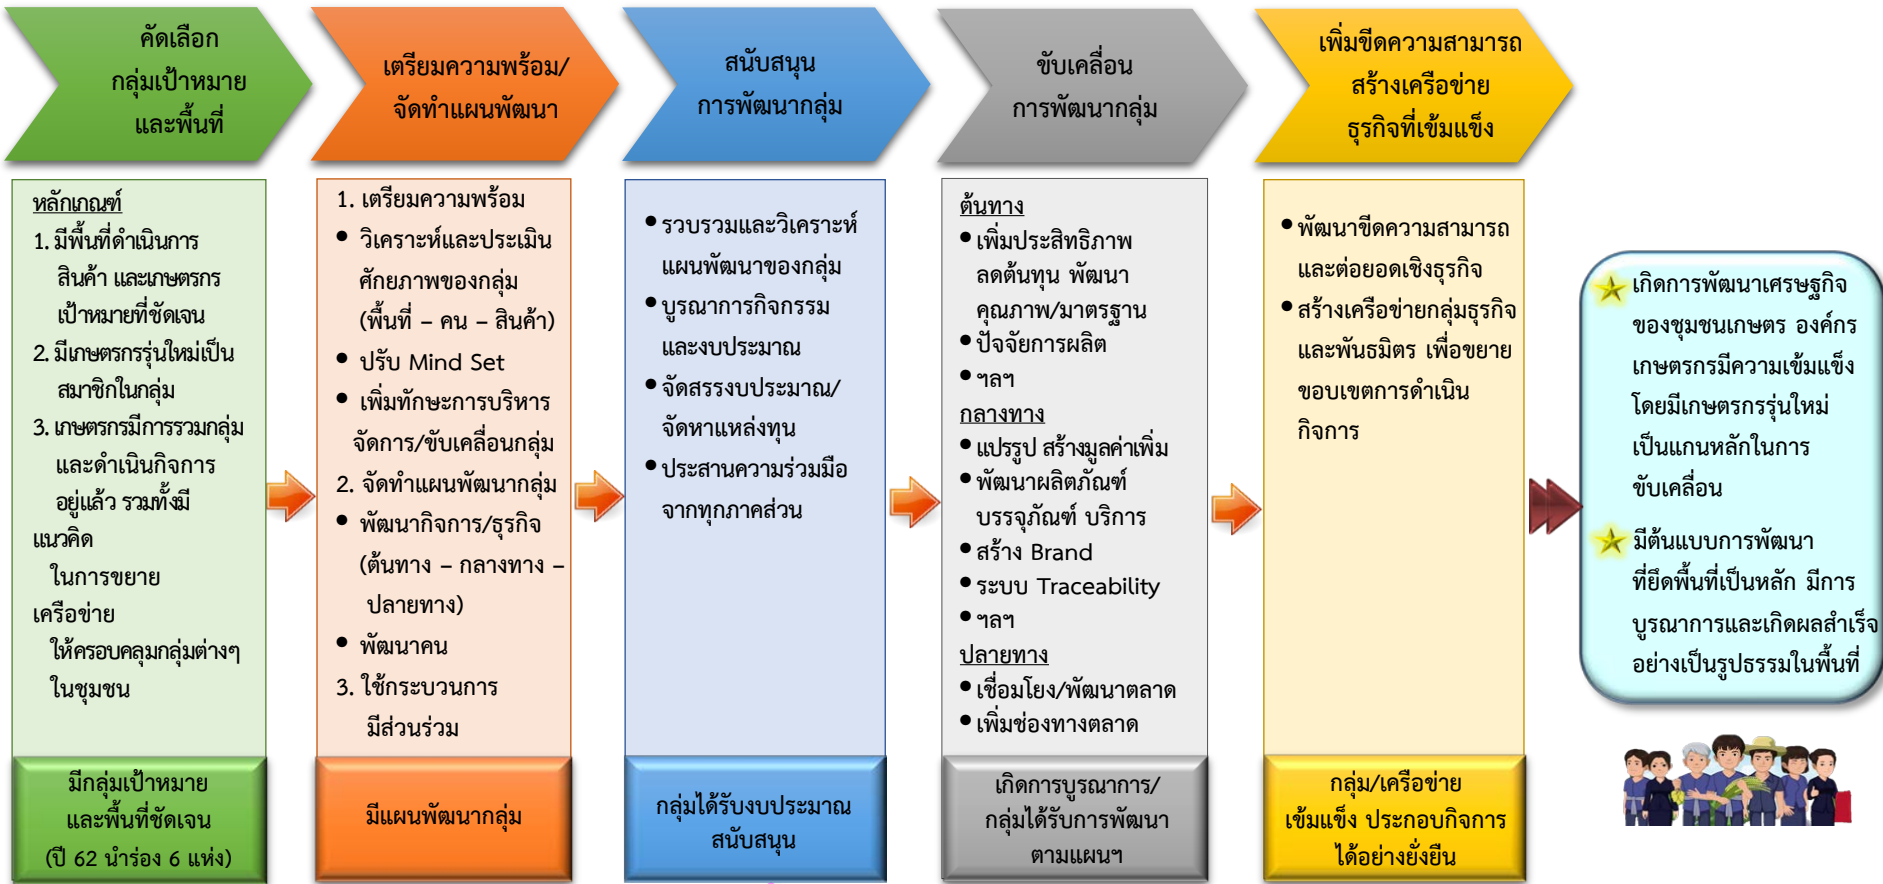 คัดเลือก
กลุ่มเป้าหมาย
และพื้นที่
เตรียมความพร้อม/
จัดทำแผนพัฒนา
สนับสนุน
การพัฒนากลุ่ม
ขับเคลื่อน
การพัฒนากลุ่ม
เพิ่มขีดความสามารถ
สร้างเครือข่าย
ธุรกิจที่เข้มแข็ง
หลักเกณฑ์
1. มีพื้นที่ดำเนินการ
สินค้า และเกษตรกร
เป้าหมายที่ชัดเจน
2. มีเกษตรกรรุ่นใหม่เป็น
สมาชิกในกลุ่ม
3. เกษตรกรมีการรวมกลุ่ม
และดำเนินกิจการ
อยู่แล้ว รวมทั้งมี
แนวคิด
ในการขยาย
เครือข่าย
ให้ครอบคลุมกลุ่มต่างๆ
ในชุมชน
มีกลุ่มเป้าหมาย
และพื้นที่ชัดเจน
(ปี 62 นำร่อง 6 แห่ง)
1. เตรียมความพร้อม
• วิเคราะห์และประเมิน
ศักยภาพของกลุ่ม
(พื้นที่ – คน – สินค้า)
• ปรับ Mind Set
• เพิ่มทักษะการบริหาร
จัดการ/ขับเคลื่อนกลุ่ม
2. จัดทำแผนพัฒนากลุ่ม
• พัฒนากิจการ/ธุรกิจ
(ต้นทาง – กลางทาง –
ปลายทาง)
• พัฒนาคน
3. ใช้กระบวนการ
มีส่วนร่วม
มีแผนพัฒนากลุ่ม
• รวบรวมและวิเคราะห์
แผนพัฒนาของกลุ่ม
• บูรณาการกิจกรรม
และงบประมาณ
• จัดสรรงบประมาณ/
จัดหาแหล่งทุน
• ประสานความร่วมมือ
จากทุกภาคส่วน
กลุ่มได้รับงบประมาณ
สนับสนุน
ต้นทาง
• เพิ่มประสิทธิภาพ
ลดต้นทุน พัฒนา
คุณภาพ/มาตรฐาน
• ปัจจัยการผลิต
• ฯลฯ
กลางทาง
• แปรรูป สร้างมูลค่าเพิ่ม
• พัฒนาผลิตภัณฑ์
บรรจุภัณฑ์ บริการ
• สร้าง Brand
• ระบบ Traceability
• ฯลฯ
ปลายทาง
• เชื่อมโยง/พัฒนาตลาด
• เพิ่มช่องทางตลาด
เกิดการบูรณาการ/
กลุ่มได้รับการพัฒนา
ตามแผนฯ
• พัฒนาขีดความสามารถ
และต่อยอดเชิงธุรกิจ
• สร้างเครือข่ายกลุ่มธุรกิจ
และพันธมิตร เพื่อขยาย
ขอบเขตการดำเนิน
กิจการ
กลุ่ม/เครือข่าย
เข้มแข็ง ประกอบกิจการ
ได้อย่างยั่งยืน
เกิดการพัฒนาเศรษฐกิจ
ของชุมชนเกษตร องค์กร
เกษตรกรมีความเข้มแข็ง
โดยมีเกษตรกรรุ่นใหม่
เป็นแกนหลักในการ
ขับเคลื่อน
มีต้นแบบการพัฒนา
ที่ยึดพื้นที่เป็นหลัก มีการ
บูรณาการและเกิดผลสำเร็จ
อย่างเป็นรูปธรรมในพื้นที่